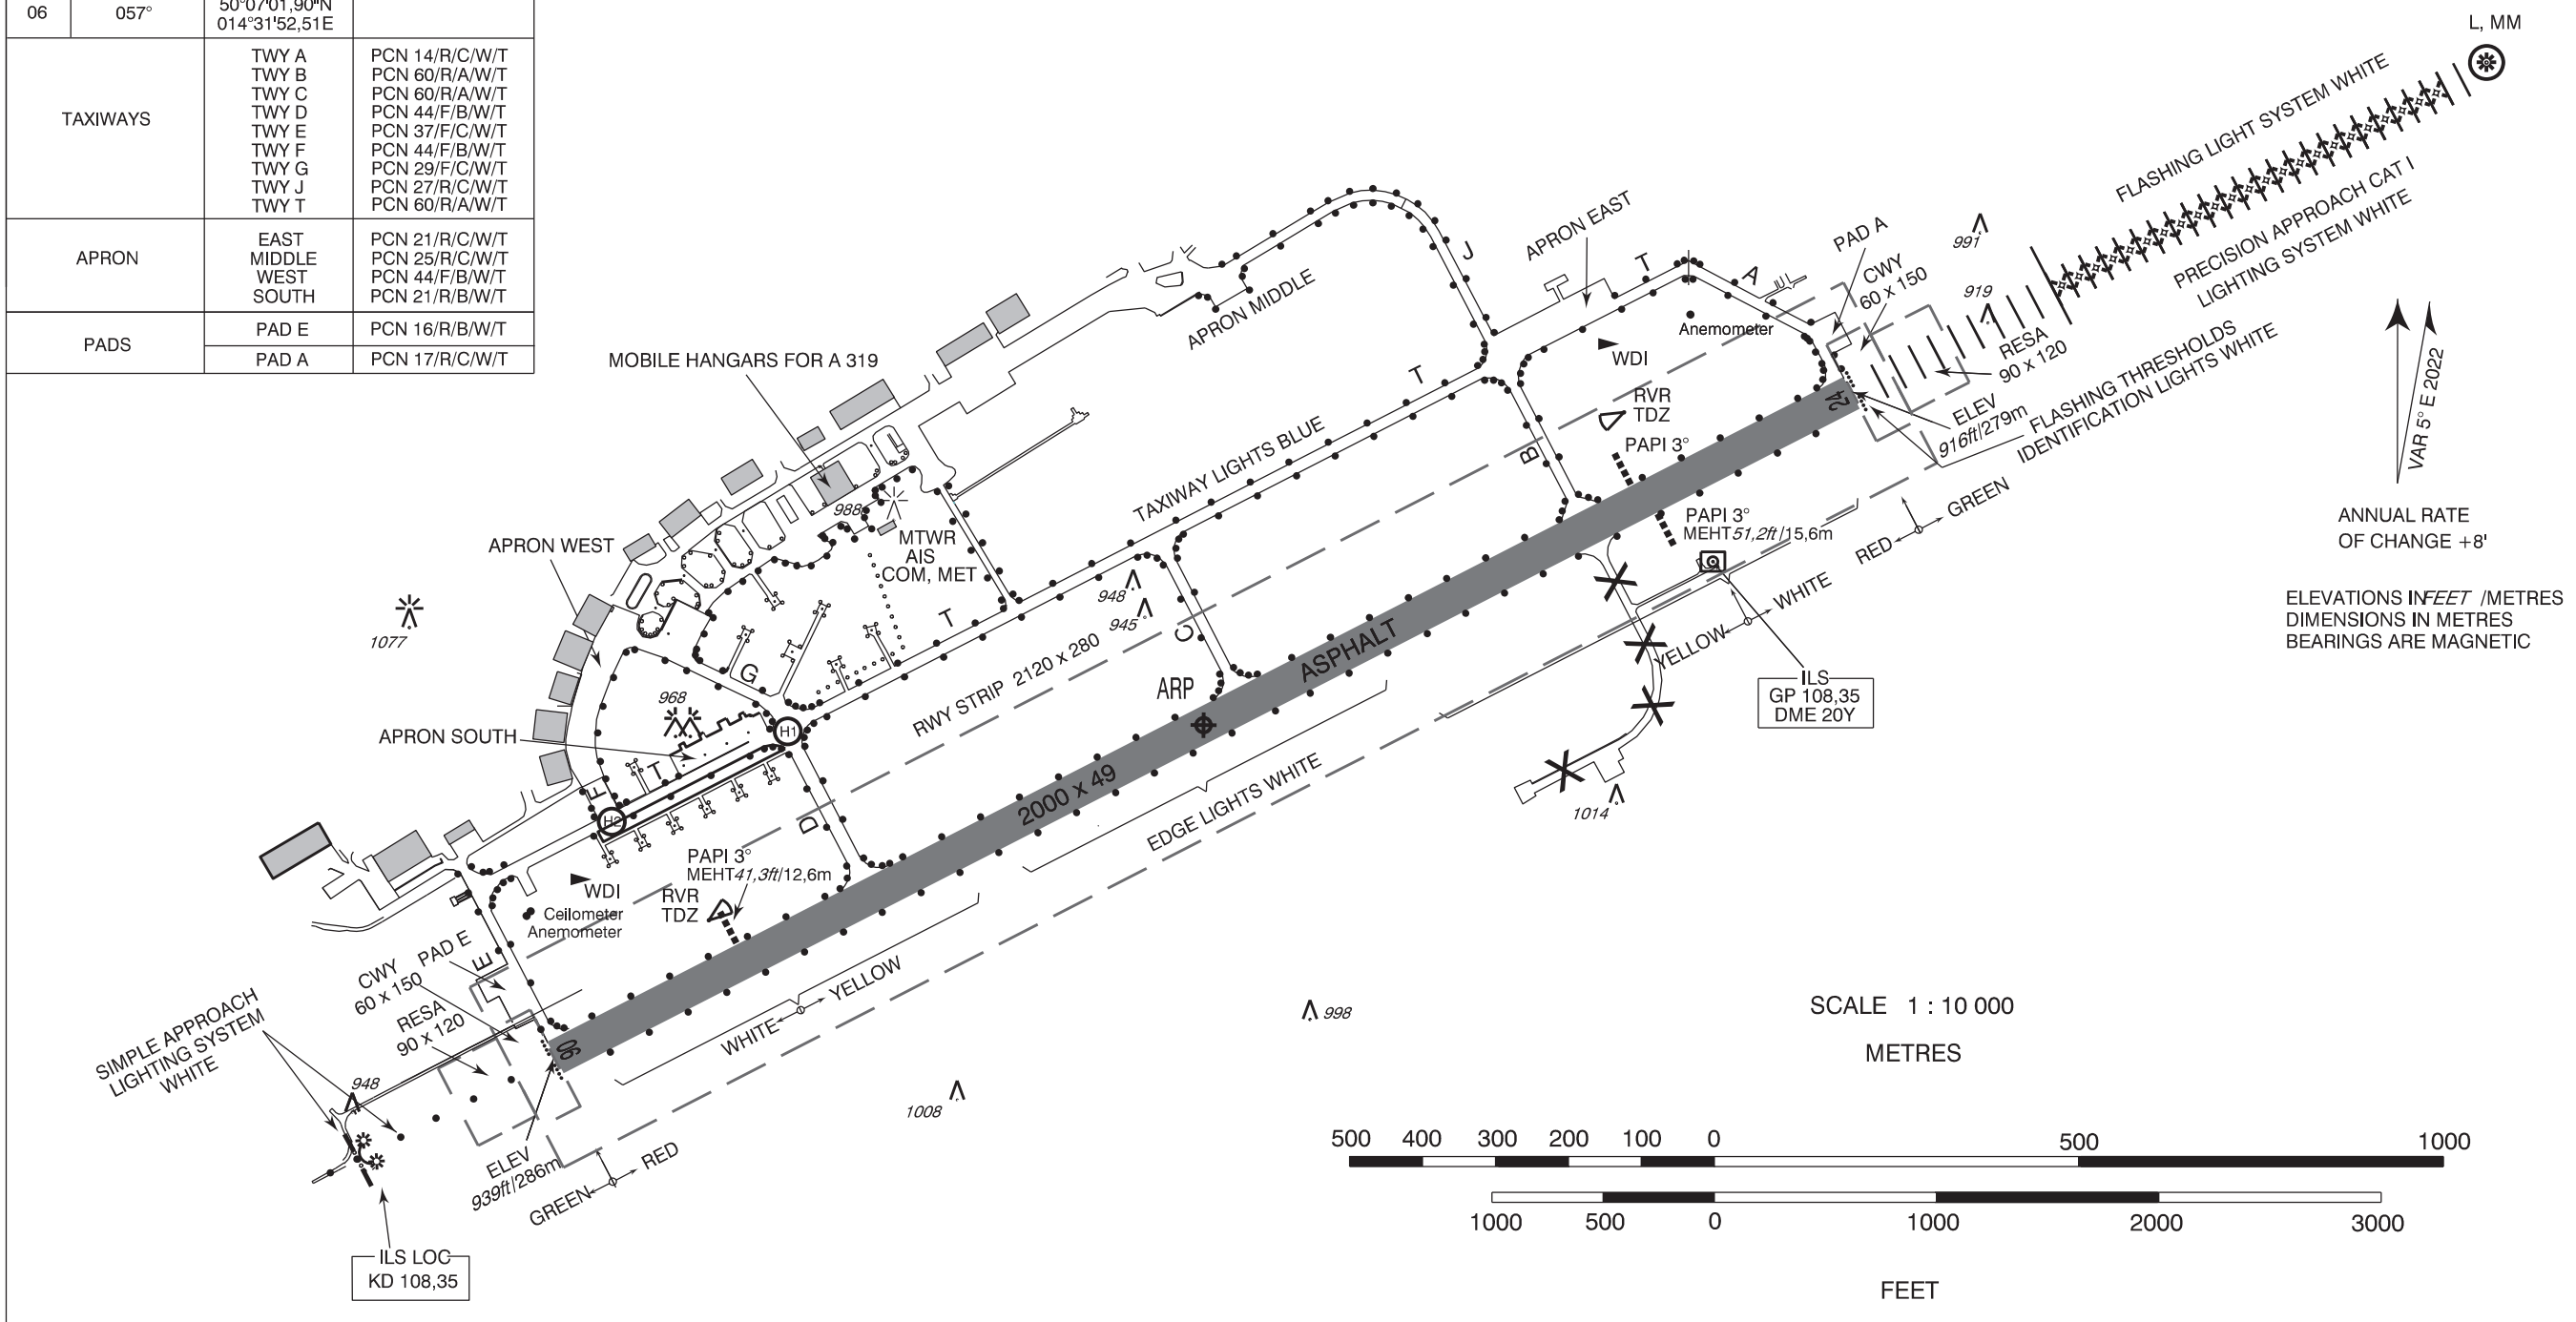 06 057° 50°07'01,90"N
014°31'52,51E
TAXIWAYS
TWY A PCN 14/R/C/W/T
TWY B PCN 60/R/A/W/T
TWY C PCN 60/R/A/W/T
TWY D PCN 44/F/B/W/T
TWY E PCN 37/F/C/W/T
TWY F PCN 44/F/B/W/T
TWY G PCN 29/F/C/W/T
TWY J PCN 27/R/C/W/T
TWY T PCN 60/R/A/W/T
APRON
EAST PCN 21/R/C/W/T
MIDDLE PCN 25/R/C/W/T
WEST PCN 44/F/B/W/T
SOUTH PCN 21/R/B/W/T
PADS
PAD E PCN 16/R/B/W/T
PAD A PCN 17/R/C/W/T
L, MM
FLASHING LIGHT SYSTEM WHITE
PRECISION APPROACH CAT I
LIGHTING SYSTEM WHITE
991
919
PAD A
CWY
60 x 150
RESA
90 x 120
FLASHING THRESHOLDS
IDENTIFICATION LIGHTS WHITE
ELEV
916ft/279m
APRON EAST
T
A
J
Anemometer
WDI
APRON MIDDLE
RVR
TDZ
PAPI 3°
24
B
T
TAXIWAY LIGHTS BLUE
MOBILE HANGARS FOR A 319
988
MTWR
AIS
COM, MET
APRON WEST
1077
948
945
C
T
G
968
APRON SOUTH
H1
T
F
H2
D
RWY STRIP 2120 x 280
ARP
ASPHALT
2000 x 49
EDGE LIGHTS WHITE
PAPI 3°
MEHT 51,2ft/15,6m
RED
GREEN
YELLOW
WHITE
ILS
GP 108,35
DME 20Y
1014
VAR 5° E 2022
ANNUAL RATE
OF CHANGE +8'
ELEVATIONS IN FEET /METRES
DIMENSIONS IN METRES
BEARINGS ARE MAGNETIC
PAPI 3°
MEHT 41,3ft/12,6m
RVR
TDZ
WDI
Ceilometer
Anemometer
E
PAD E
CWY
60 x 150
RESA
90 x 120
SIMPLE APPROACH
LIGHTING SYSTEM
WHITE
948
06
WHITE
YELLOW
ELEV
939ft/286m
GREEN
RED
998
1008
ILS LOC
KD 108,35
SCALE 1 : 10 000
METRES
500 400 300 200 100 0 500 1000
1000 500 0 1000 2000 3000
FEET